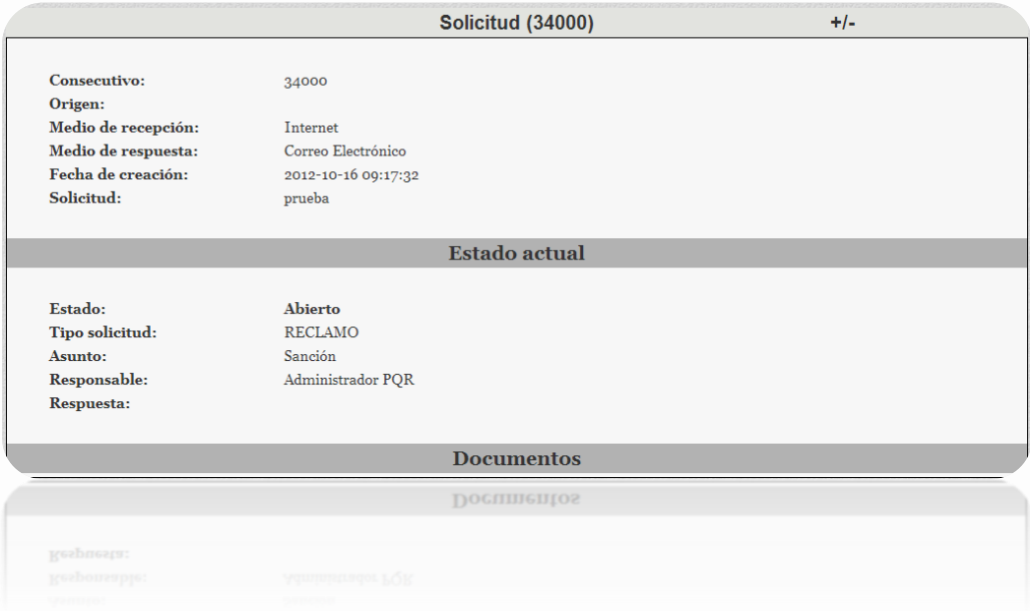 Solicitud (34000) +/-
Consecutivo: 34000
Origen:
Medio de recepción: Internet
Medio de respuesta: Correo Electrónico
Fecha de creación: 2012-10-16 09:17:32
Solicitud: prueba
Estado actual
Estado: Abierto
Tipo solicitud: RECLAMO
Asunto: Sanción
Responsable: Administrador PQR
Respuesta:
Documentos